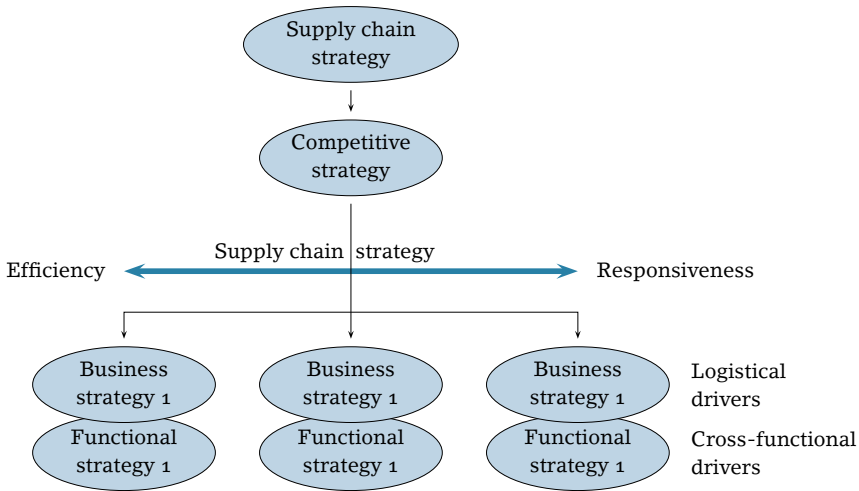 Supply chain
strategy
Competitive
strategy
Supply chain strategy
Efficiency
Responsiveness
Business
strategy 1
Business
strategy 1
Business
strategy 1
Logistical
drivers
Functional
strategy 1
Functional
strategy 1
Functional
strategy 1
Cross-functional
drivers